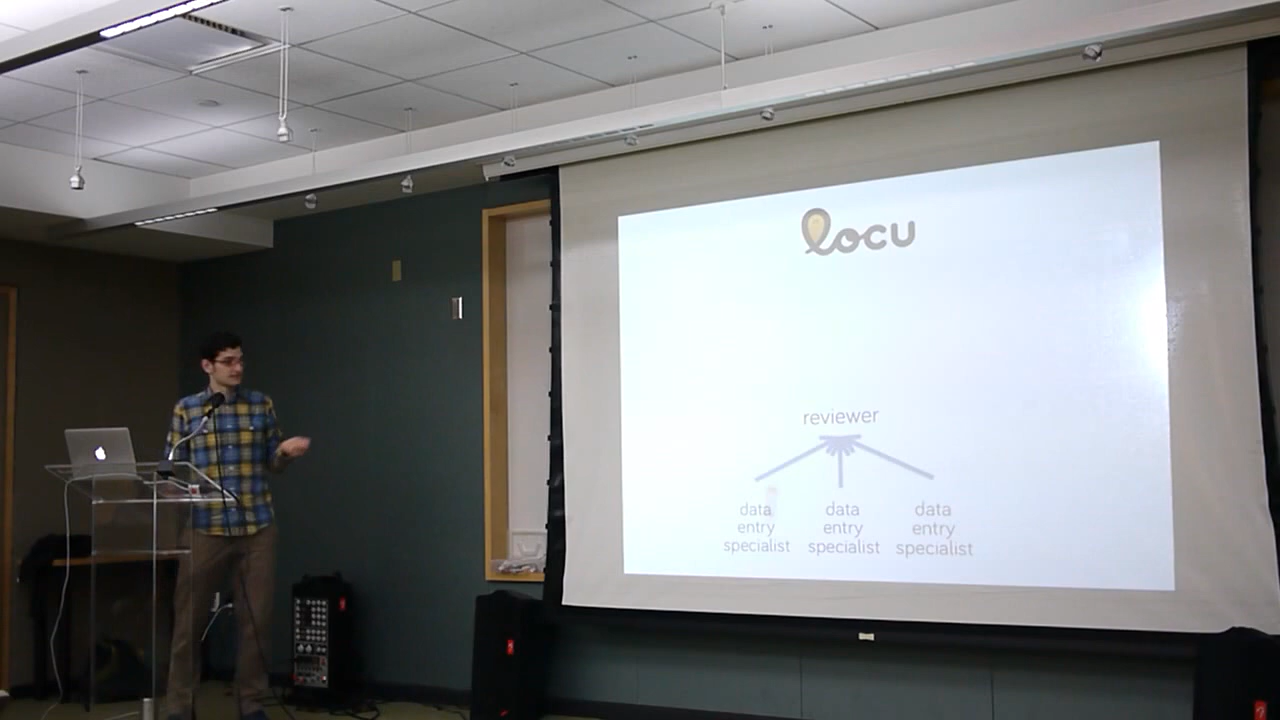 locu
reviewer
data entry specialist
data entry specialist
data entry specialist